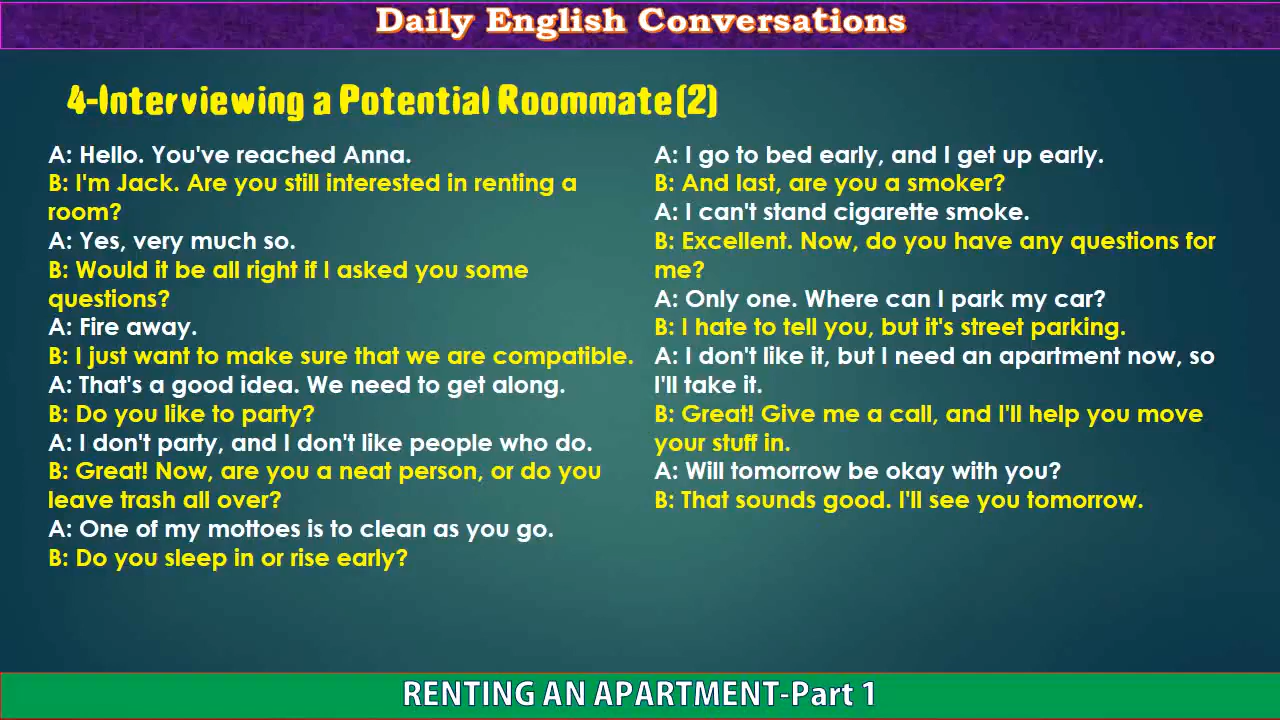 Daily English Conversations
4-Interviewing a Potential Roommate(2)
A: Hello. You've reached Anna.
B: I'm Jack. Are you still interested in renting a
room?
A: Yes, very much so.
B: Would it be all right if I asked you some
questions?
A: Fire away.
B: I just want to make sure that we are compatible.
A: That's a good idea. We need to get along.
B: Do you like to party?
A: I don't party, and I don't like people who do.
B: Great! Now, are you a neat person, or do you
leave trash all over?
A: One of my mottoes is to clean as you go.
B: Do you sleep in or rise early?
A: I go to bed early, and I get up early.
B: And last, are you a smoker?
A: I can't stand cigarette smoke.
B: Excellent. Now, do you have any questions for
me?
A: Only one. Where can I park my car?
B: I hate to tell you, but it's street parking.
A: I don't like it, but I need an apartment now, so
I'll take it.
B: Great! Give me a call, and I'll help you move
your stuff in.
A: Will tomorrow be okay with you?
B: That sounds good. I'll see you tomorrow.
RENTING AN APARTMENT-Part 1